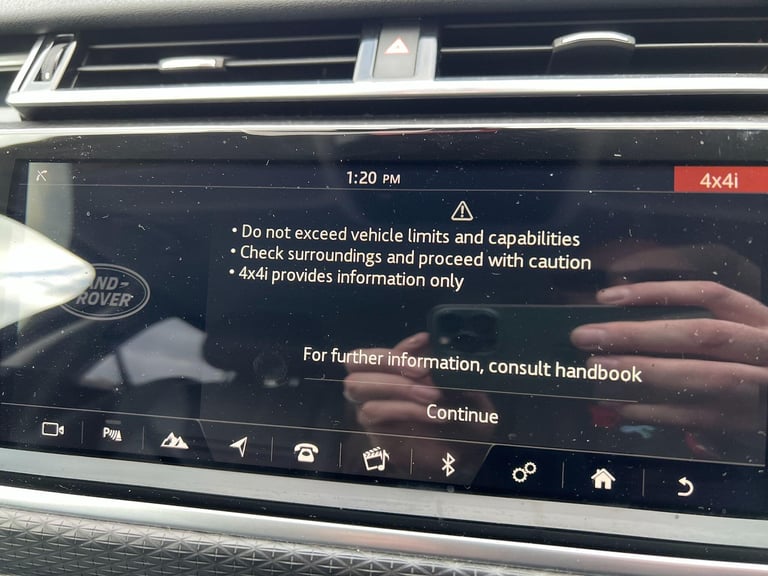 1:20 PM
4x4i
• Do not exceed vehicle limits and capabilities
• Check surroundings and proceed with caution
• 4x4i provides information only
ROVER
For further information, consult handbook
Continue
P